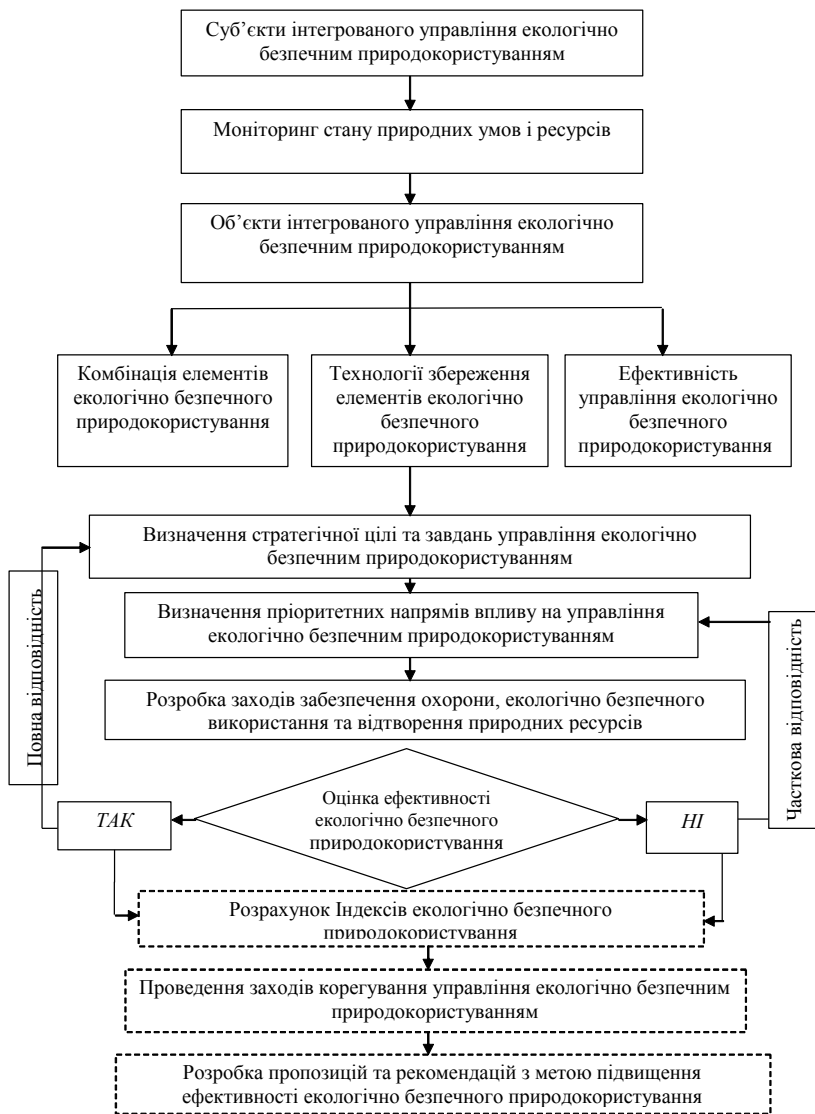 Суб’єкти інтегрованого управління екологічно
безпечним природокористуванням
Моніторинг стану природних умов і ресурсів
Об’єкти інтегрованого управління екологічно
безпечним природокористуванням
Комбінація елементів
екологічно безпечного
природокористування
Технології збереження
елементів екологічно
безпечного
природокористування
Ефективність
управління екологічно
безпечного
природокористування
Визначення стратегічної цілі та завдань управління екологічно
безпечним природокористуванням
Повна відповідність
Визначення пріоритетних напрямів впливу на управління
екологічно безпечним природокористуванням
Часткова відповідність
Розробка заходів забезпечення охорони, екологічно безпечного
використання та відтворення природних ресурсів
Оцінка ефективності
екологічно безпечного
природокористування
ТАК
НІ
Розрахунок Індексів екологічно безпечного
природокористування
Проведення заходів корегування управління екологічно безпечним
природокористуванням
Розробка пропозицій та рекомендацій з метою підвищення
ефективності екологічно безпечного природокористування